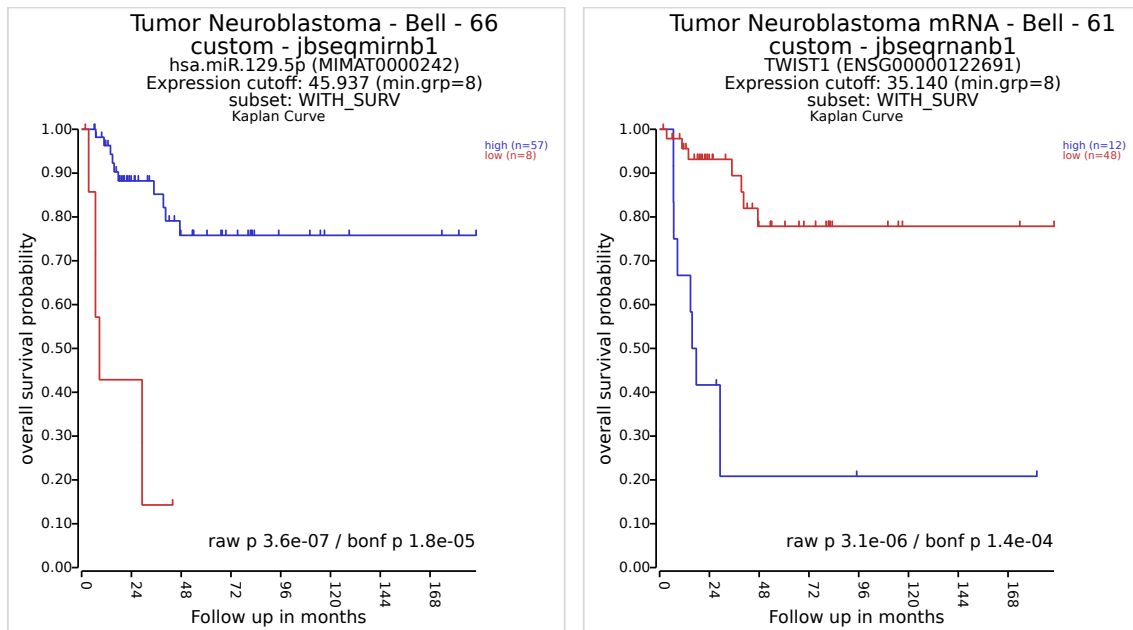 Tumor Neuroblastoma - Bell - 66
custom - jbseqmirnb1
hsa.miR.129.5p (MIMAT0000242)
Expression cutoff: 45.937 (min.grp=8)
subset: WITH_SURV
Kaplan Curve
high (n=57)
low (n=8)
overall survival probability
1.00
0.90
0.80
0.70
0.60
0.50
0.40
0.30
0.20
0.10
0.00
raw p 3.6e-07 / bonf p 1.8e-05
0 24 48 72 96 120 144 168
Follow up in months
Tumor Neuroblastoma mRNA - Bell - 61
custom - jbseqrnanb1
TWIST1 (ENSG00000122691)
Expression cutoff: 35.140 (min.grp=8)
subset: WITH_SURV
Kaplan Curve
high (n=12)
low (n=48)
overall survival probability
1.00
0.90
0.80
0.70
0.60
0.50
0.40
0.30
0.20
0.10
0.00
raw p 3.1e-06 / bonf p 1.4e-04
0 24 48 72 96 120 144 168
Follow up in months